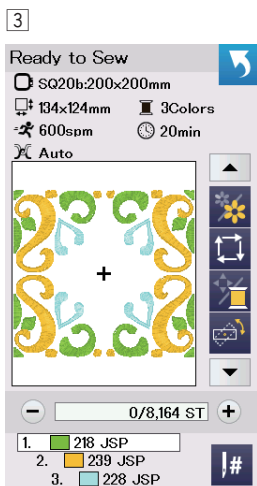 3
Ready to Sew
SQ20b:200x200mm
134x124mm 3Colors
600spm 20min
Auto
− 0/8,164 ST +
1. 218 JSP
2. 239 JSP
3. 228 JSP
#